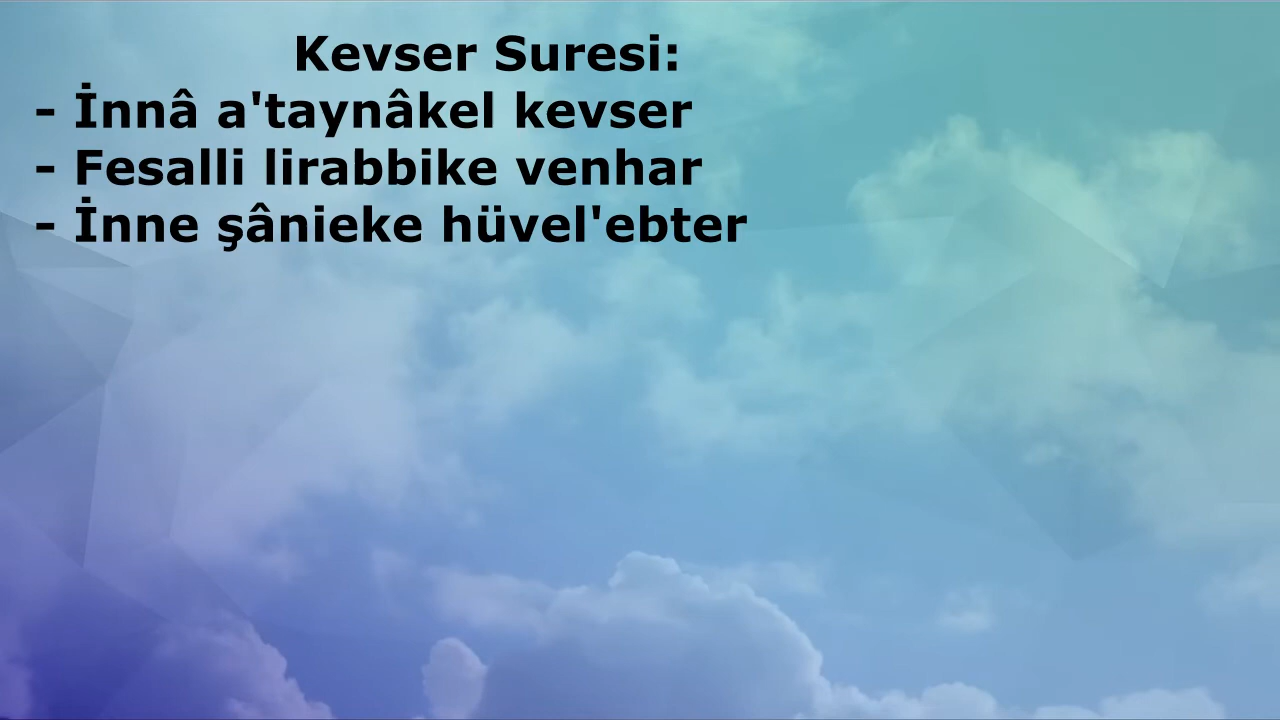 Kevser Suresi:
- İnnâ a'taynâkel kevser
- Fesalli lirabbike venhar
- İnne şânieke hüvel'ebter